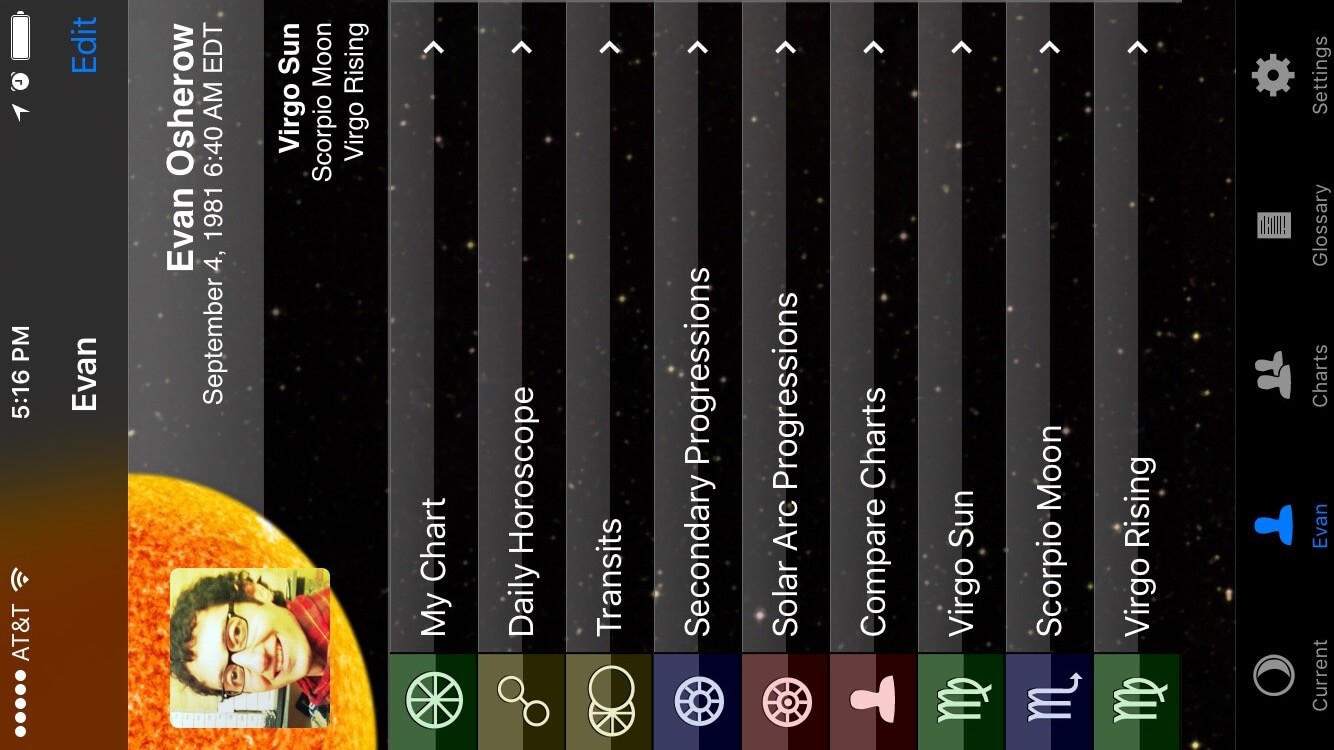 AT&T 5:16 PM
Evan Edit
Evan Osherow
September 4, 1981 6:40 AM EDT
Virgo Sun
Scorpio Moon
Virgo Rising
My Chart
Daily Horoscope
Transits
Secondary Progressions
Solar Arc Progressions
Compare Charts
Virgo Sun
Scorpio Moon
Virgo Rising
Current Evan Charts Glossary Settings